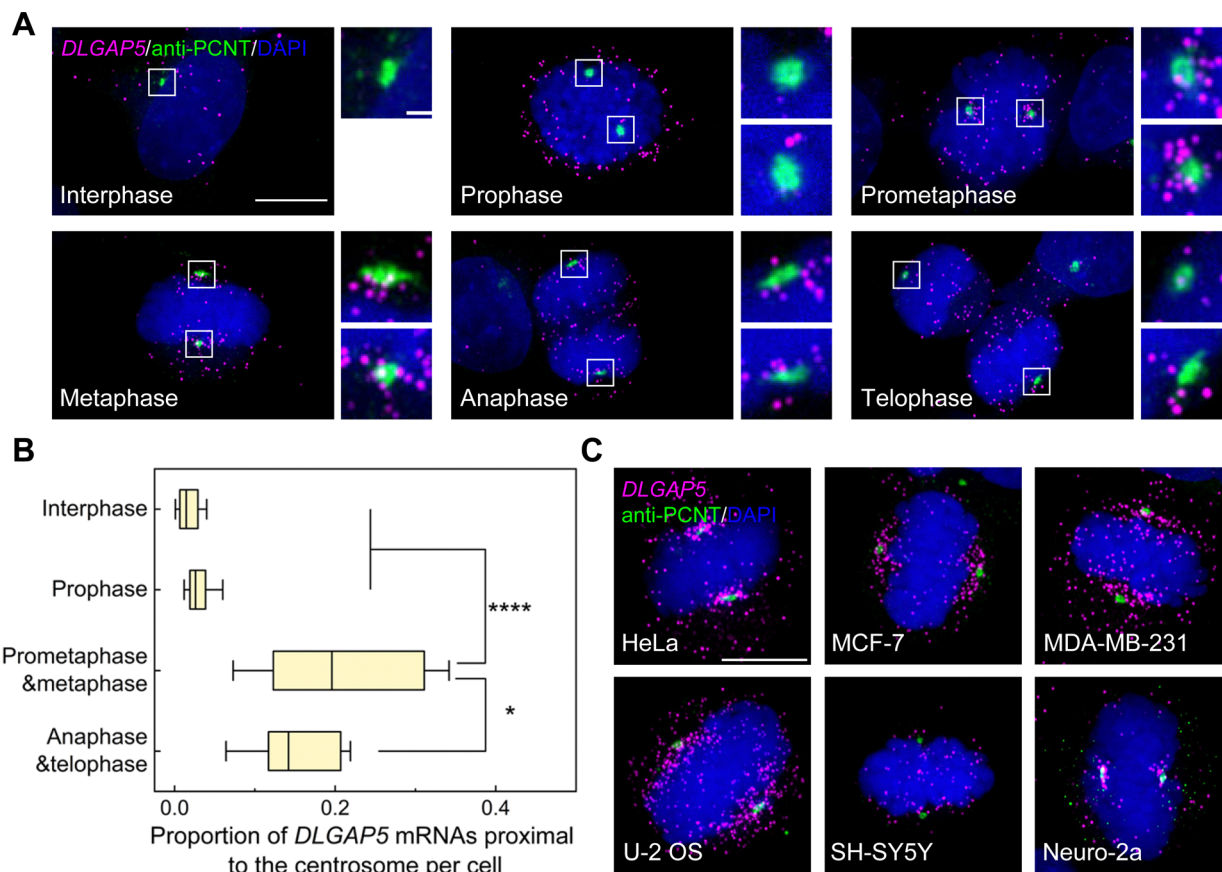 A
DLGAP5/anti-PCNT/DAPI
Interphase
Prophase
Prometaphase
Metaphase
Anaphase
Telophase
B
Interphase
Prophase
Prometaphase
&metaphase
Anaphase
&telophase
****
*
0.0
0.2
0.4
Proportion of DLGAP5 mRNAs proximal
to the centrosome per cell
C
DLGAP5
anti-PCNT/DAPI
HeLa
MCF-7
MDA-MB-231
U-2 OS
SH-SY5Y
Neuro-2a